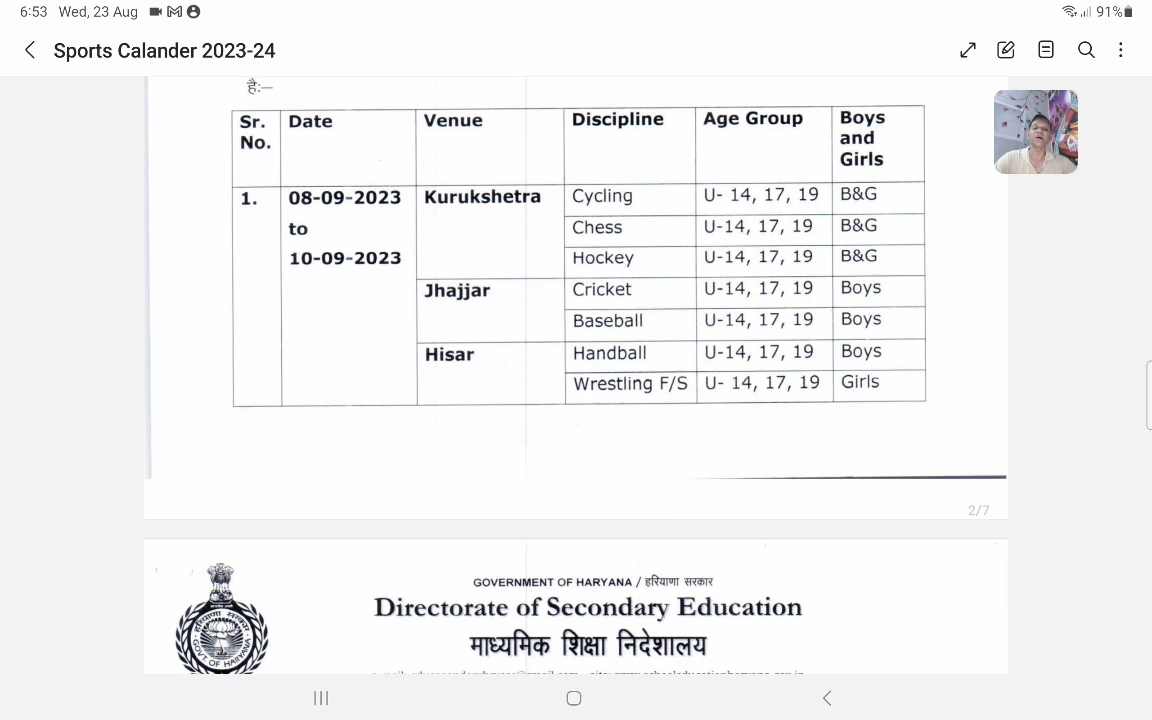 6:53 Wed, 23 Aug 91%
Sports Calander 2023-24
है:—
Sr. No. Date Venue Discipline Age Group Boys and Girls
1. 08-09-2023 to 10-09-2023 Kurukshetra Cycling U- 14, 17, 19 B&G
Chess U-14, 17, 19 B&G
Hockey U-14, 17, 19 B&G
Jhajjar Cricket U-14, 17, 19 Boys
Baseball U-14, 17, 19 Boys
Hisar Handball U-14, 17, 19 Boys
Wrestling F/S U- 14, 17, 19 Girls
2/7
GOVERNMENT OF HARYANA / हरियाणा सरकार
Directorate of Secondary Education
माध्यमिक शिक्षा निदेशालय
GOVT OF HARYANA